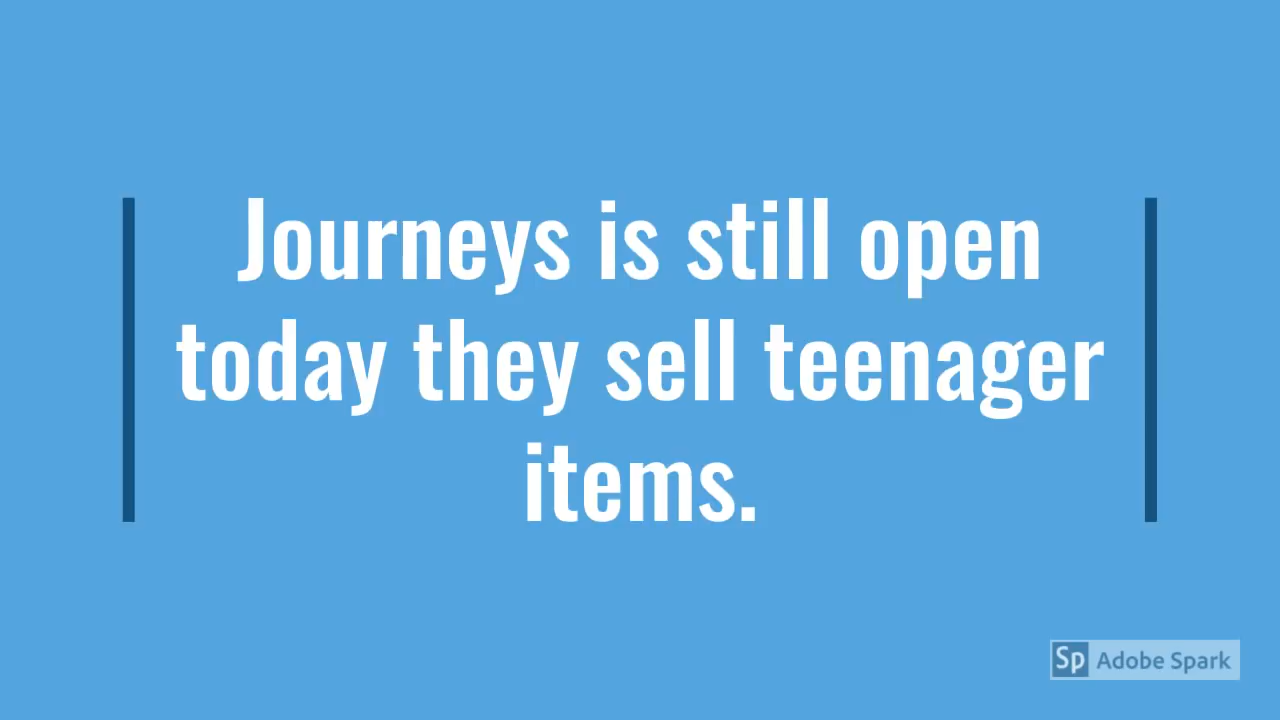 Journeys is still open
today they sell teenager
items.
Sp Adobe Spark